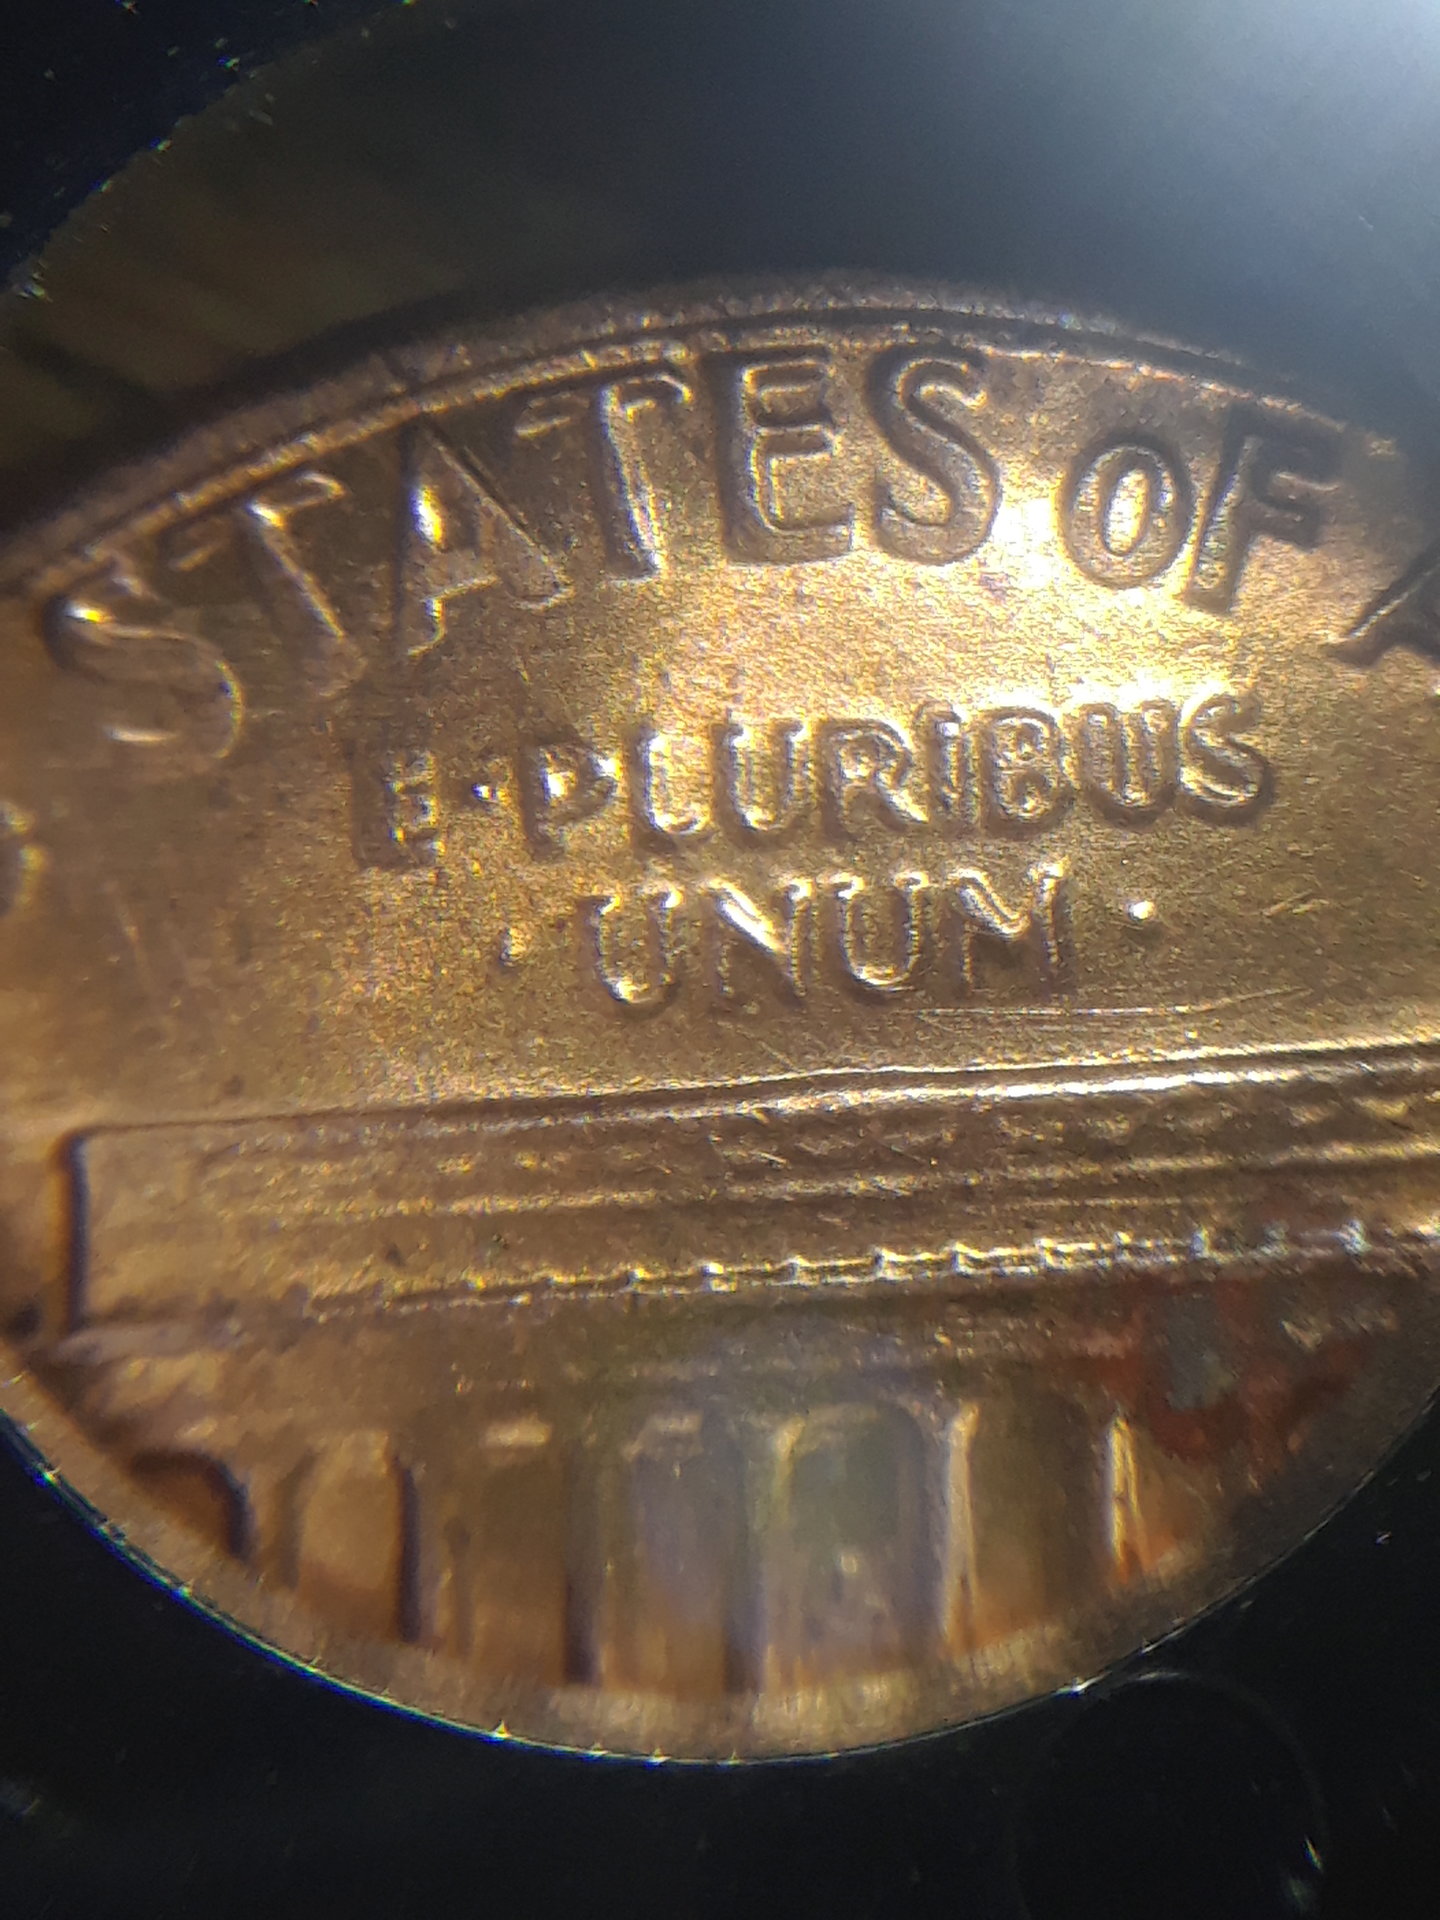 STATES OF A
E·PLURIBUS
·UNUM·